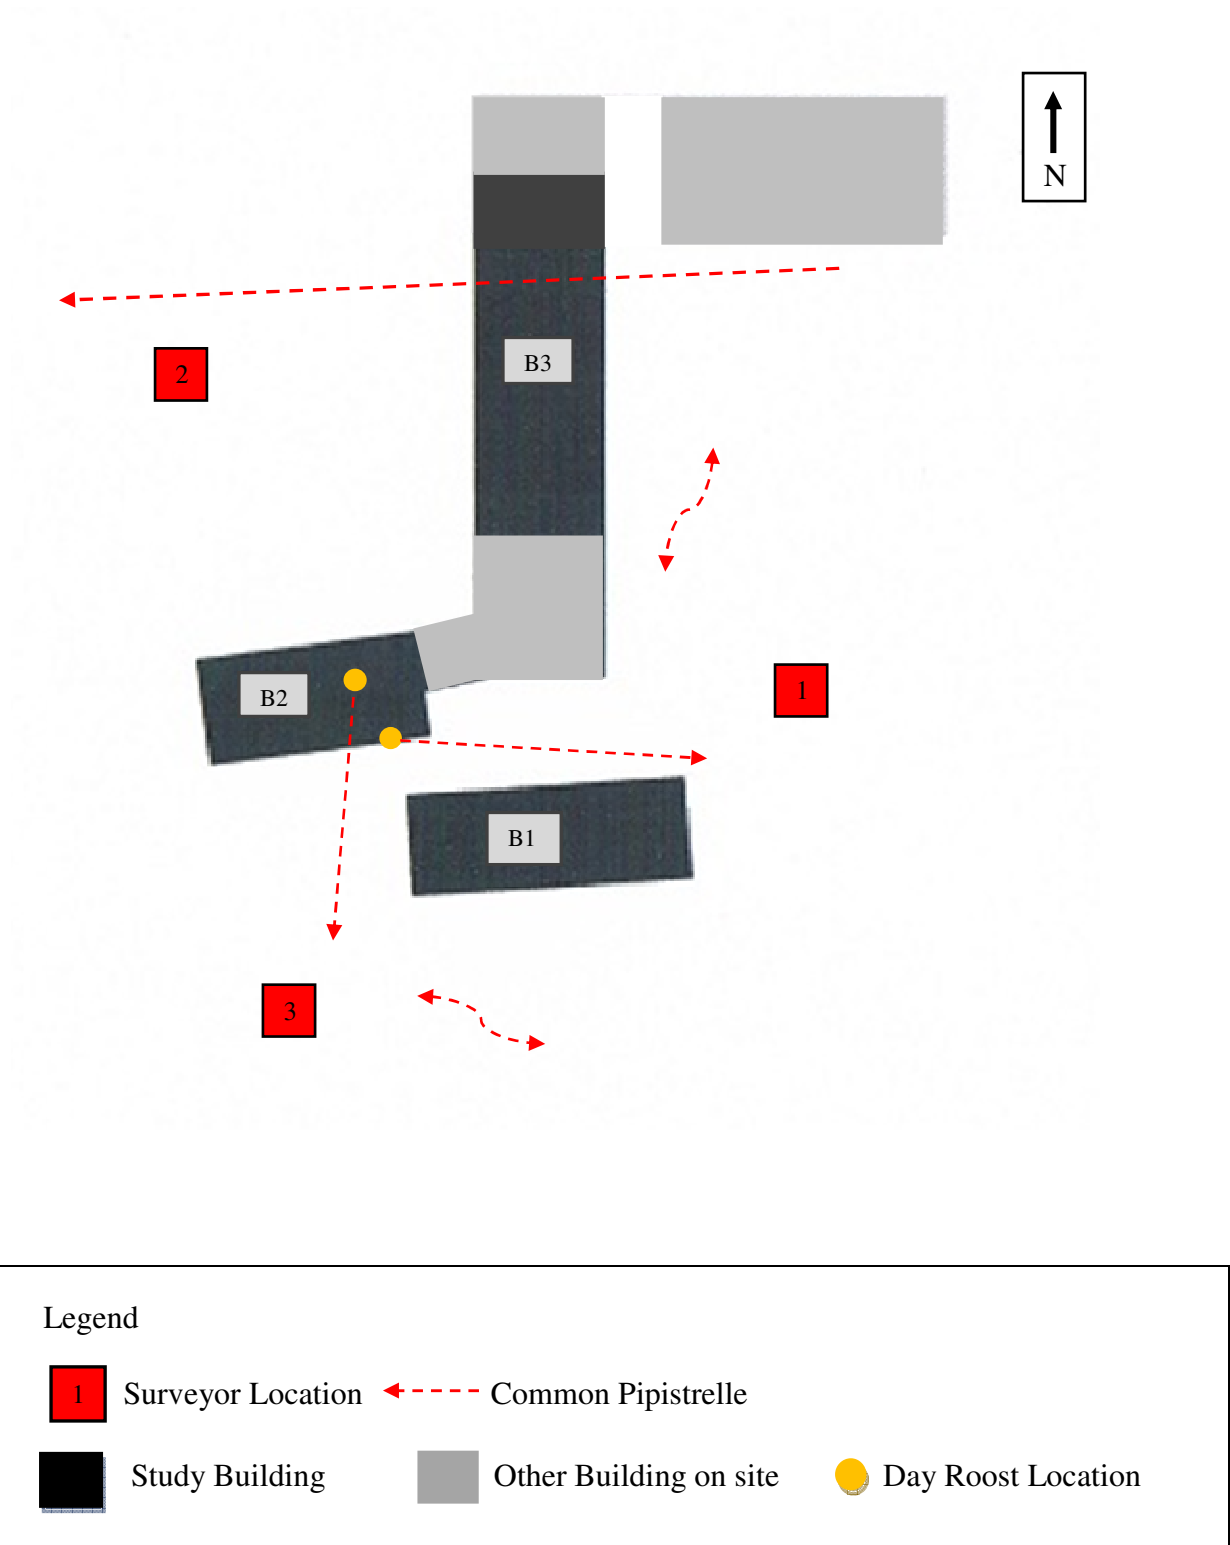 N
B3
2
B2
1
B1
3
Legend
1 Surveyor Location Common Pipistrelle
Study Building Other Building on site Day Roost Location